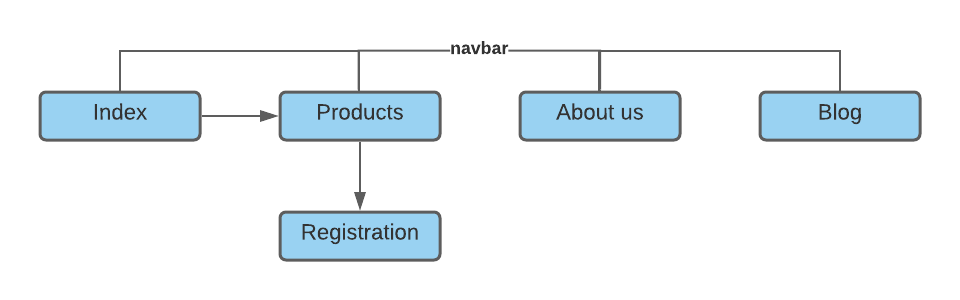 navbar
Index
Products
About us
Blog
Registration